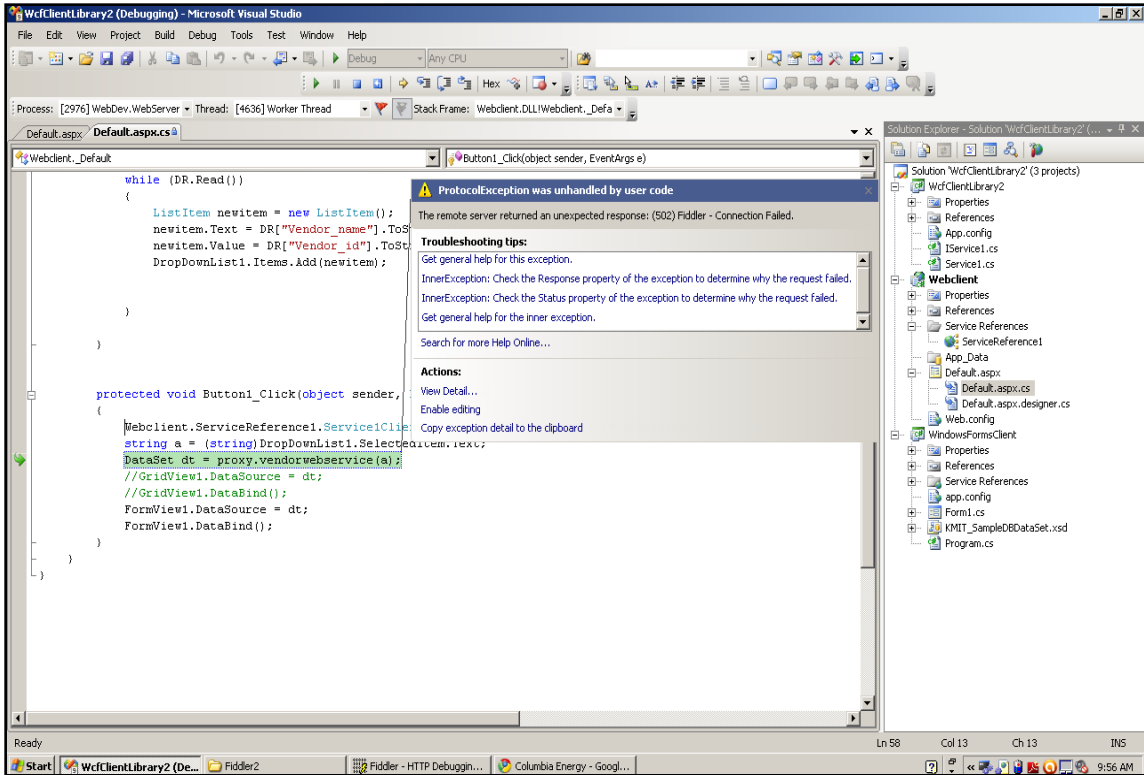 WcfClientLibrary2 (Debugging) - Microsoft Visual Studio
File Edit View Project Build Debug Tools Test Window Help
Debug Any CPU
Hex
Process: [2976] WebDev.WebServer Thread: [4636] Worker Thread Stack Frame: Webclient.DLL!Webclient._Defa
Default.aspx Default.aspx.cs
Webclient._Default Button1_Click(object sender, EventArgs e)
while (DR.Read())
{
ListItem newitem = new ListItem();
newitem.Text = DR["Vendor_name"].ToS
newitem.Value = DR["Vendor_id"].ToSt
DropDownList1.Items.Add(newitem);
}
}
protected void Button1_Click(object sender,
{
Webclient.ServiceReference1.Service1Clie
string a = (string)DropDownList1.SelectedItem.Text;
DataSet dt = proxy.vendorwebservice(a);
//GridView1.DataSource = dt;
//GridView1.DataBind();
FormView1.DataSource = dt;
FormView1.DataBind();
}
}
}
ProtocolException was unhandled by user code
The remote server returned an unexpected response: (502) Fiddler - Connection Failed.
Troubleshooting tips:
Get general help for this exception.
InnerException: Check the Response property of the exception to determine why the request failed.
InnerException: Check the Status property of the exception to determine why the request failed.
Get general help for the inner exception.
Search for more Help Online...
Actions:
View Detail...
Enable editing
Copy exception detail to the clipboard
Solution Explorer - Solution 'WcfClientLibrary2' (...
Solution 'WcfClientLibrary2' (3 projects)
WcfClientLibrary2
Properties
References
App.config
IService1.cs
Service1.cs
Webclient
Properties
References
Service References
ServiceReference1
App_Data
Default.aspx
Default.aspx.cs
Default.aspx.designer.cs
Web.config
WindowsFormsClient
Properties
References
Service References
app.config
Form1.cs
KMIT_SampleDBDataSet.xsd
Program.cs
Ready Ln 58 Col 13 Ch 13 INS
Start WcfClientLibrary2 (De... Fiddler2 Fiddler - HTTP Debuggin... Columbia Energy - Googl... 9:56 AM